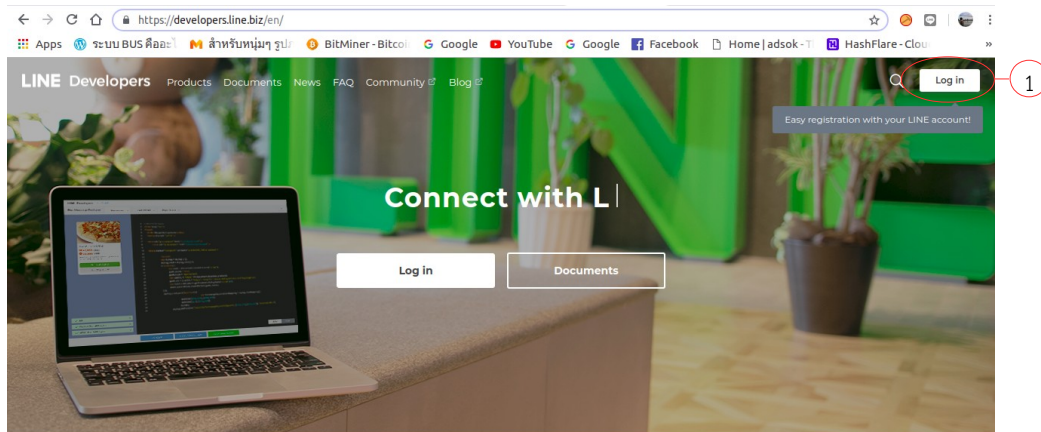 https://developers.line.biz/en/
Apps ระบบ BUS คืออะไ สำหรับหนุ่มๆ รูป BitMiner - Bitcoi Google YouTube Google Facebook Home | adsok - T HashFlare - Clou »
LINE Developers Products Documents News FAQ Community Blog Log in 1
Easy registration with your LINE account!
Connect with L
Log in Documents